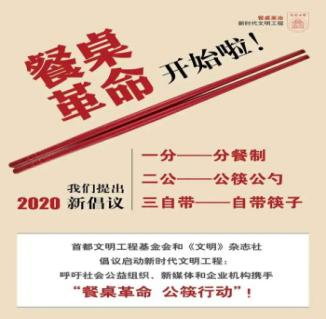 餐桌革命
新时代文明工程
餐桌
革命
开始啦！
我们提出
2020 新倡议
一分——分餐制
二公——公筷公勺
三自带——自带筷子
首都文明工程基金会和《文明》杂志社
倡议启动新时代文明工程：
呼吁社会公益组织、新媒体和企业机构携手
“餐桌革命 公筷行动”！